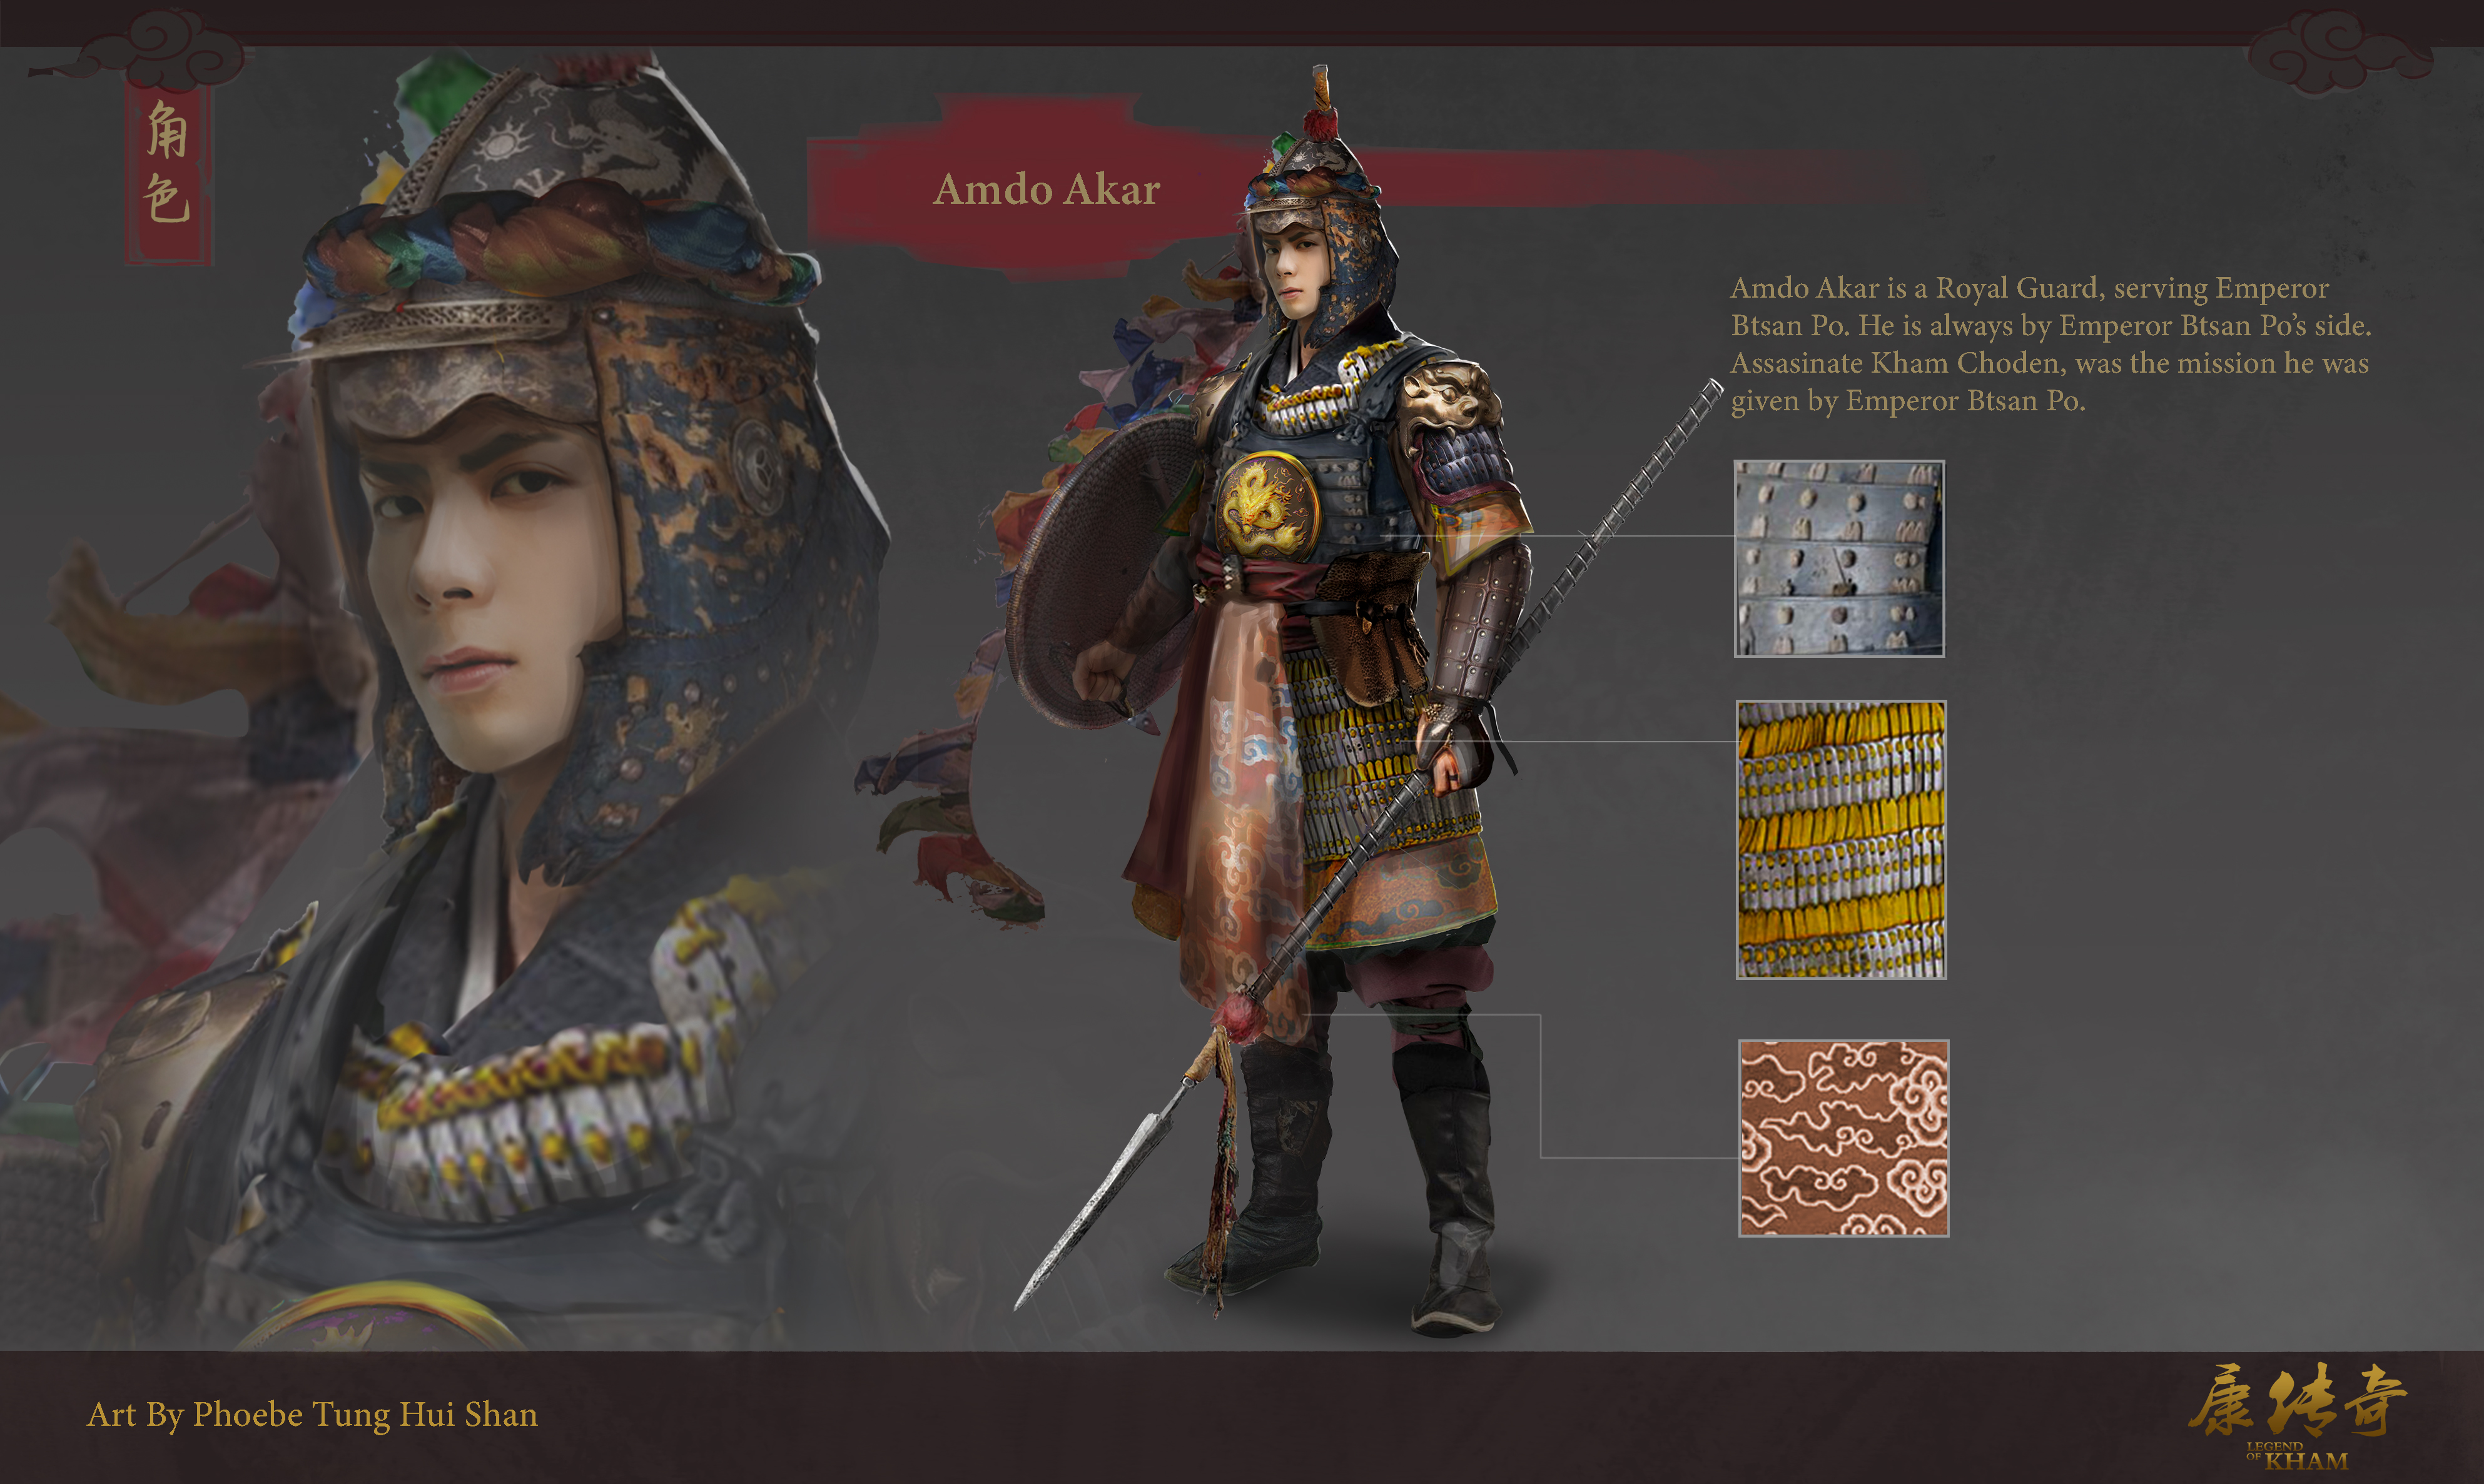 角
色
Amdo Akar
Amdo Akar is a Royal Guard, serving Emperor
Btsan Po. He is always by Emperor Btsan Po’s side.
Assasinate Kham Choden, was the mission he was
given by Emperor Btsan Po.
Art By Phoebe Tung Hui Shan
康传奇
LEGEND
OF KHAM